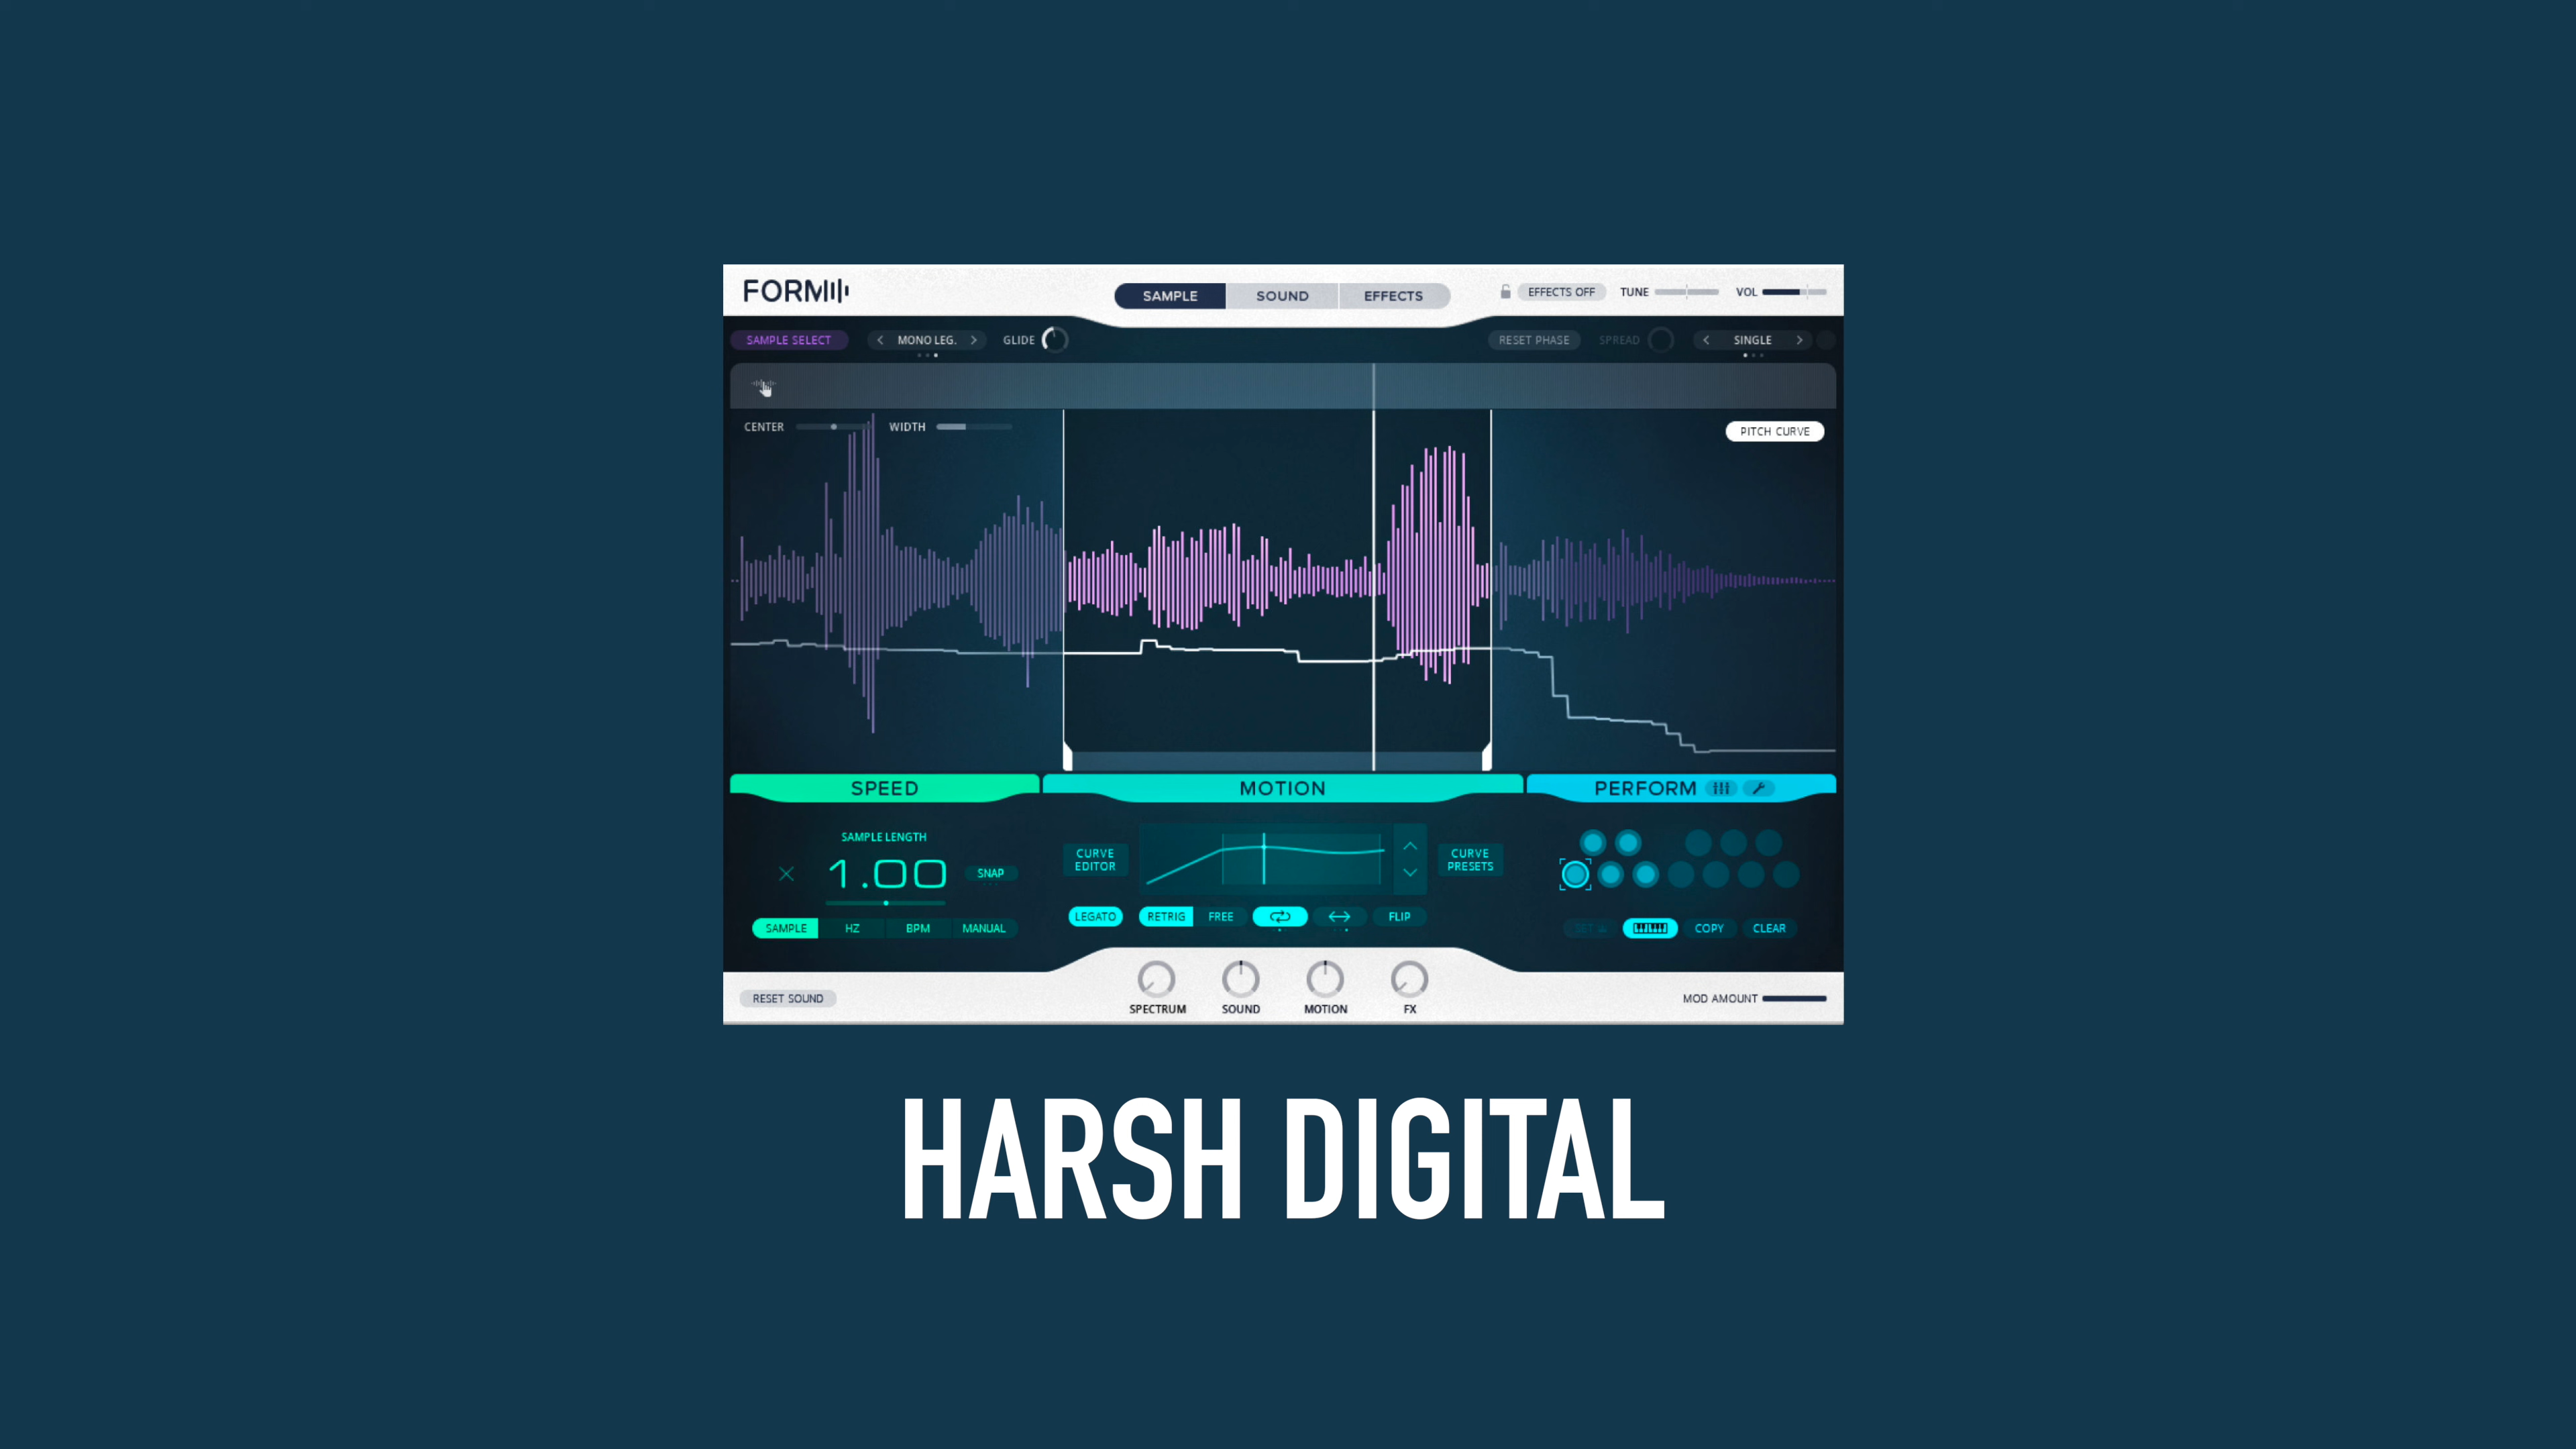 FORM
SAMPLE SOUND EFFECTS
EFFECTS OFF TUNE VOL
SAMPLE SELECT < MONO LEG. > GLIDE
RESET PHASE SPREAD < SINGLE >
CENTER WIDTH
PITCH CURVE
SPEED MOTION PERFORM
SAMPLE LENGTH
1.00
SNAP
SAMPLE HZ BPM MANUAL
CURVE
EDITOR
CURVE
PRESETS
LEGATO RETRIG FREE FLIP
COPY CLEAR
RESET SOUND
SPECTRUM SOUND MOTION FX
MOD AMOUNT
HARSH DIGITAL